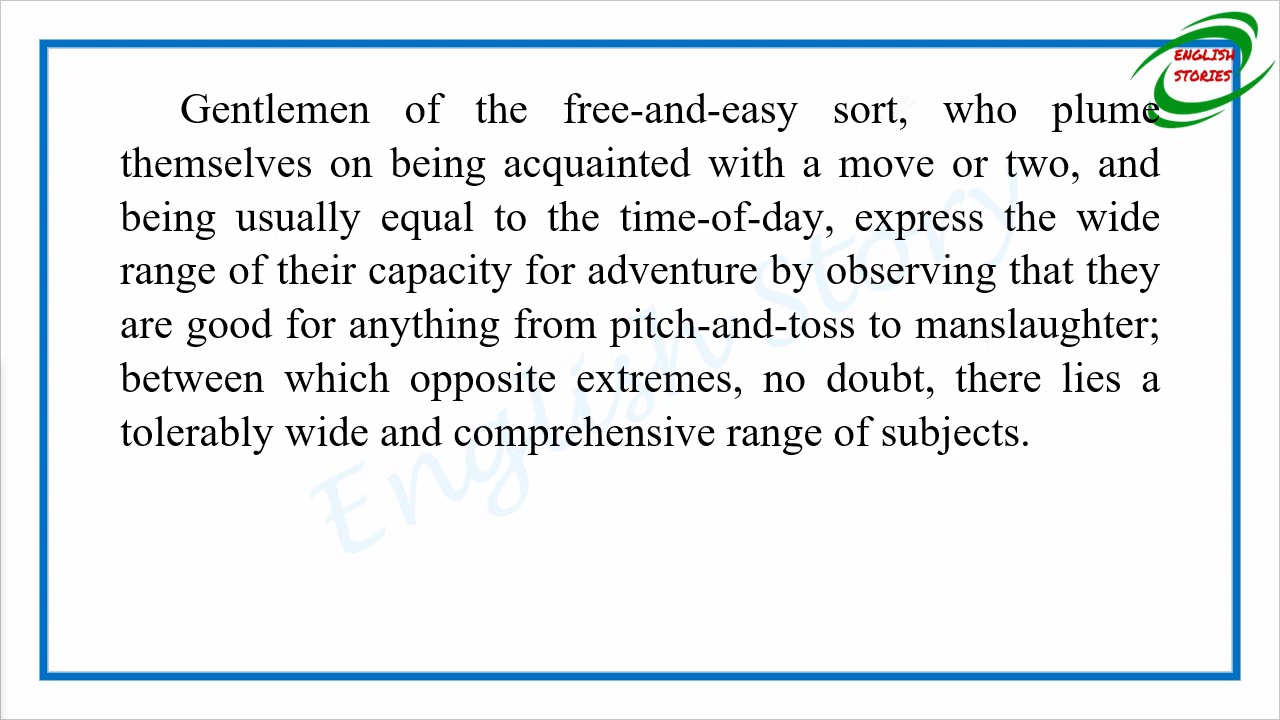 ENGLISH
STORIES
Gentlemen of the free-and-easy sort, who plume
themselves on being acquainted with a move or two, and
being usually equal to the time-of-day, express the wide
range of their capacity for adventure by observing that they
are good for anything from pitch-and-toss to manslaughter;
between which opposite extremes, no doubt, there lies a
tolerably wide and comprehensive range of subjects.
English Story